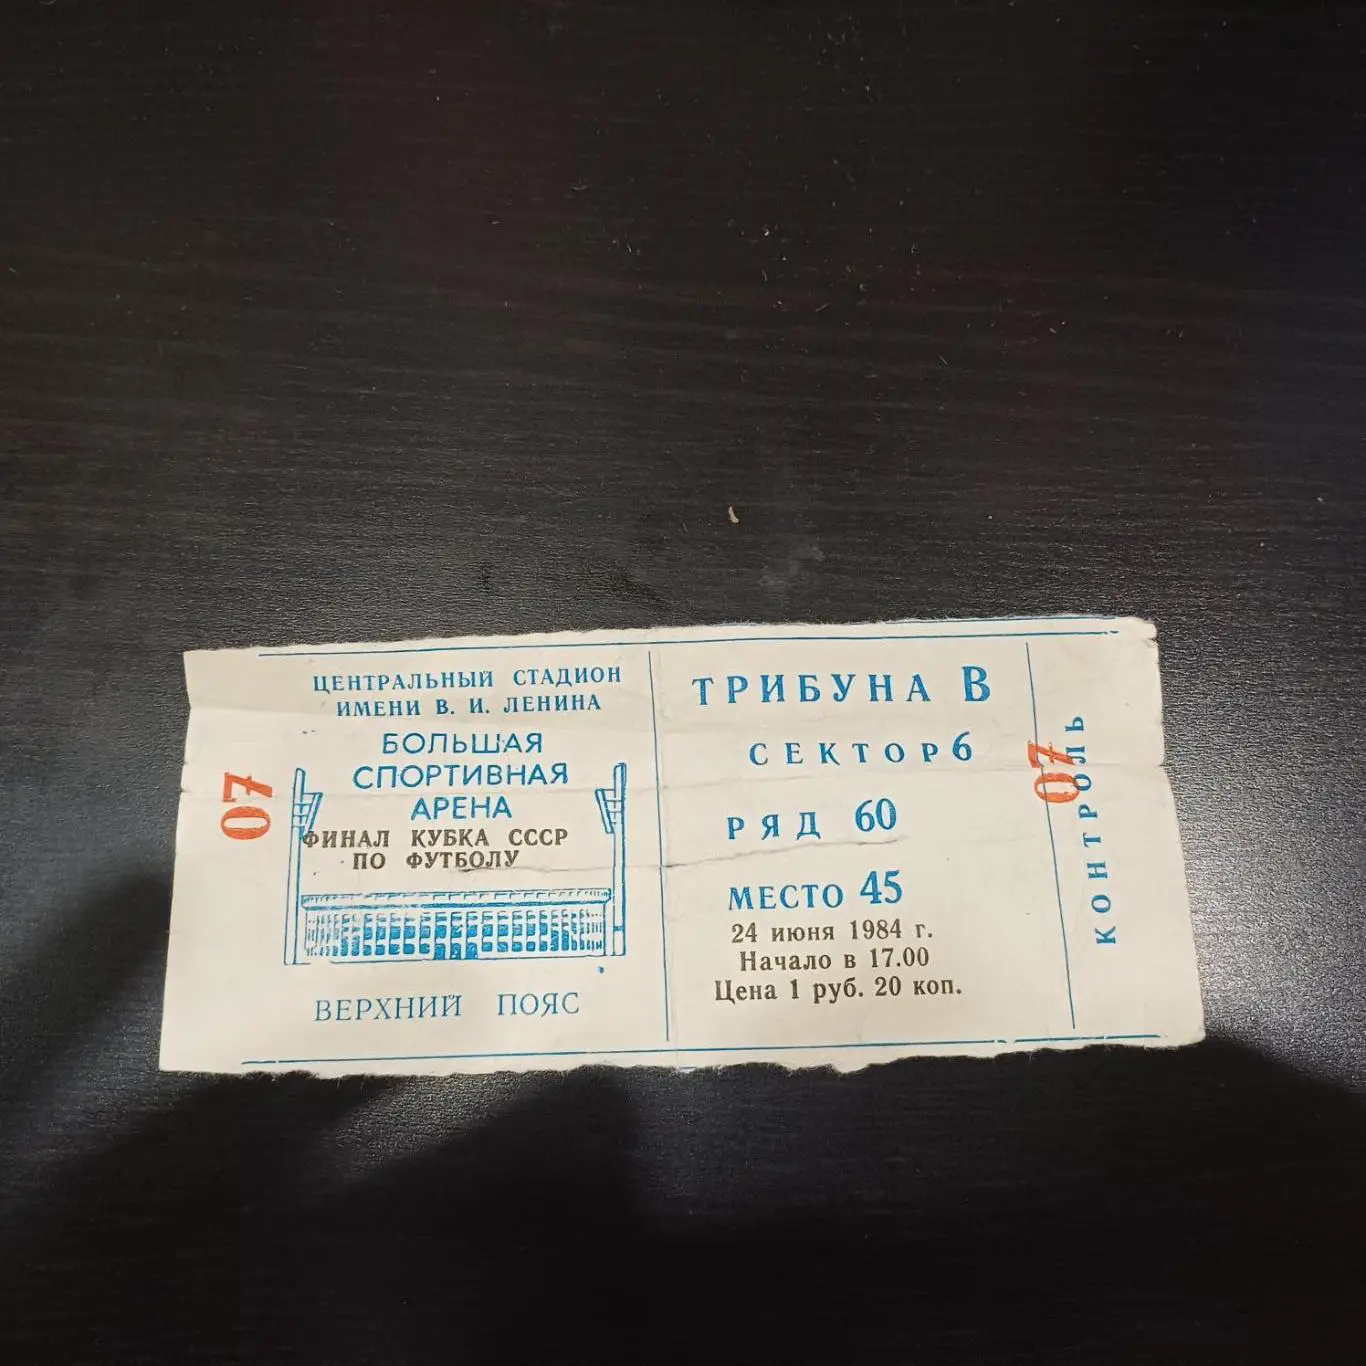 07
ЦЕНТРАЛЬНЫЙ СТАДИОН
ИМЕНИ В. И. ЛЕНИНА
БОЛЬШАЯ
СПОРТИВНАЯ
АРЕНА
ФИНАЛ КУБКА СССР
ПО ФУТБОЛУ
ВЕРХНИЙ ПОЯС
ТРИБУНА В
СЕКТОР 6
РЯД 60
МЕСТО 45
24 июня 1984 г.
Начало в 17.00
Цена 1 руб. 20 коп.
07
КОНТРОЛЬ